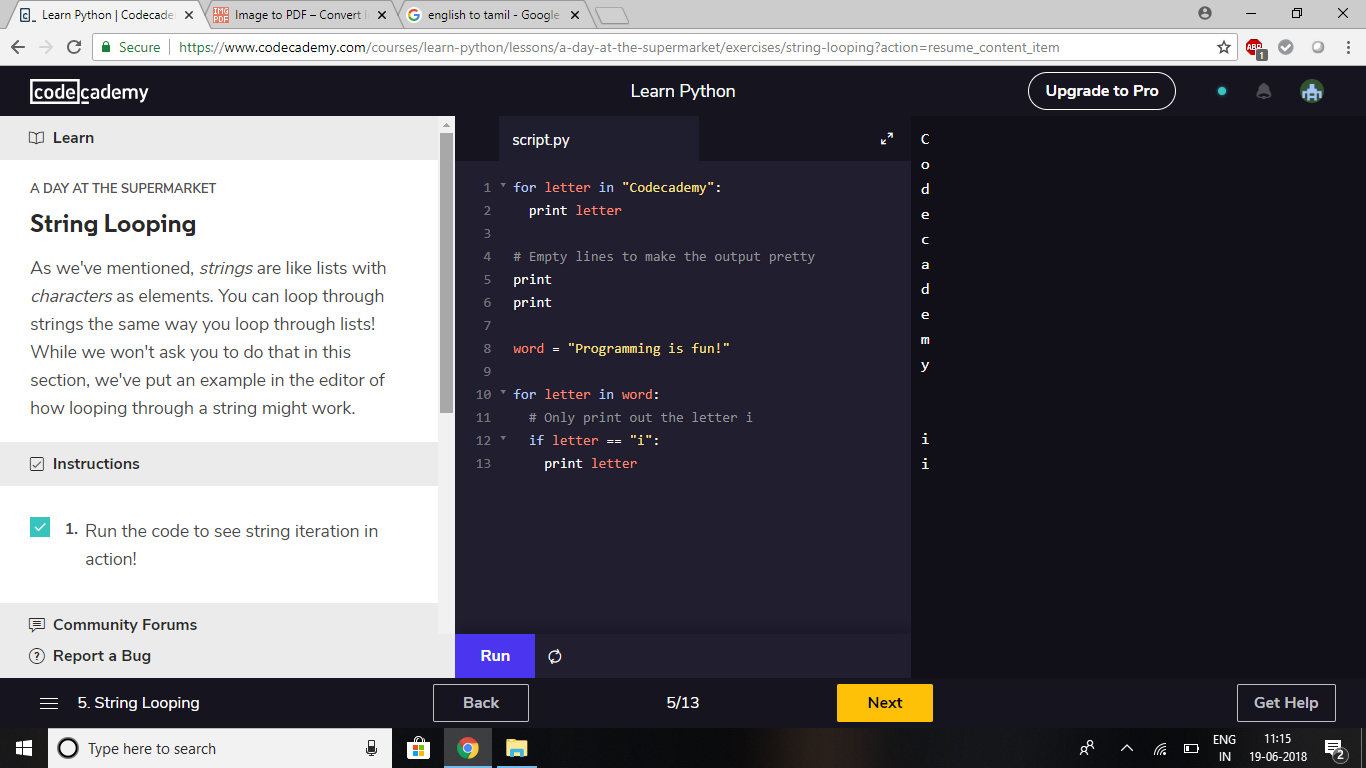 Learn Python | Codecade
Image to PDF – Convert
english to tamil - Google
Secure
https://www.codecademy.com/courses/learn-python/lessons/a-day-at-the-supermarket/exercises/string-looping?action=resume_content_item
ABP
1
codecademy
Learn Python
Upgrade to Pro
Learn
A DAY AT THE SUPERMARKET
String Looping
As we've mentioned, strings are like lists with
characters as elements. You can loop through
strings the same way you loop through lists!
While we won't ask you to do that in this
section, we've put an example in the editor of
how looping through a string might work.
Instructions
1. Run the code to see string iteration in
action!
Community Forums
Report a Bug
script.py
1 for letter in "Codecademy":
2   print letter
3
4 # Empty lines to make the output pretty
5 print
6 print
7
8 word = "Programming is fun!"
9
10 for letter in word:
11   # Only print out the letter i
12   if letter == "i":
13     print letter
Run
C
o
d
e
c
a
d
e
m
y
i
i
5. String Looping
Back
5/13
Next
Get Help
Type here to search
ENG
IN
11:15
19-06-2018
2